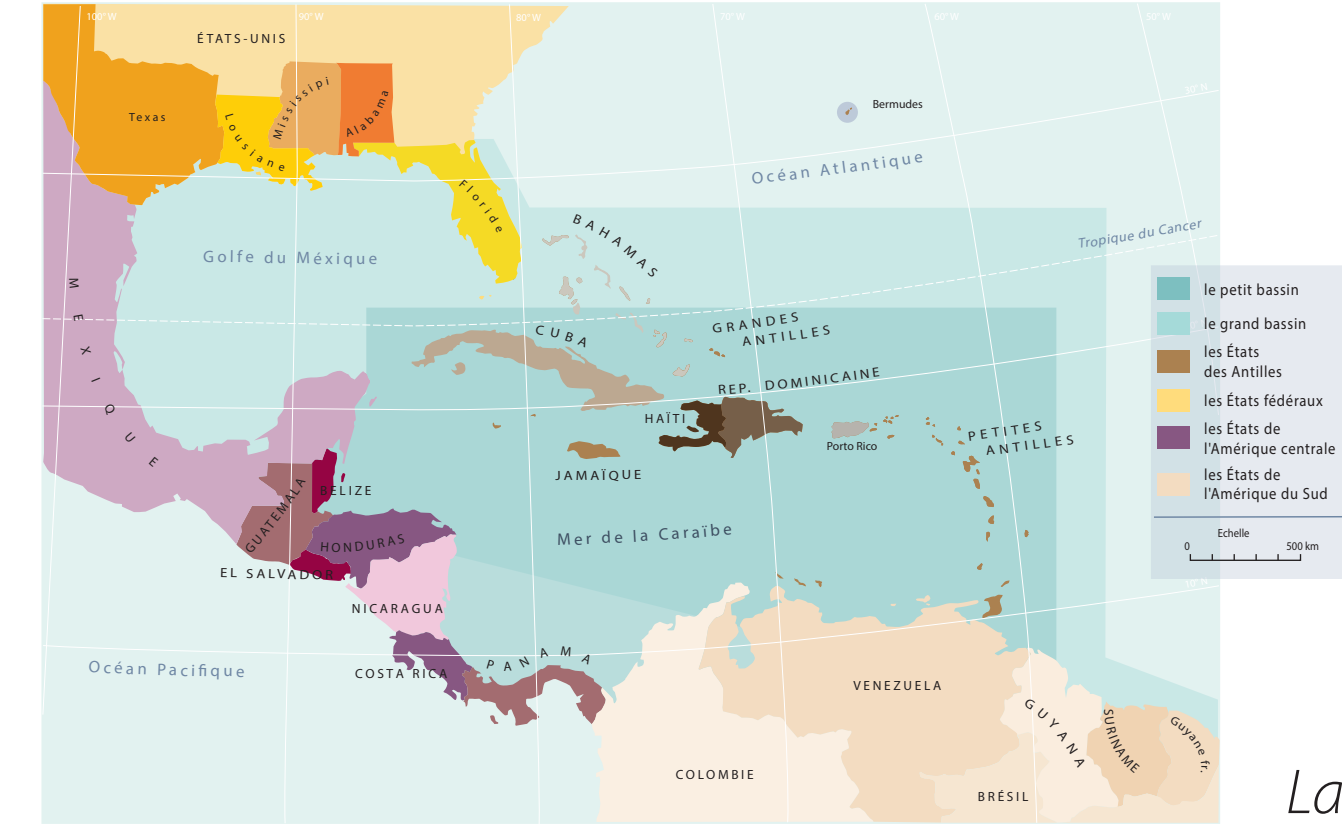 100° W
90° W
80° W
70° W
60° W
50° W
ÉTATS-UNIS
Texas
Lousiane
Mississipi
Alabama
Floride
Bermudes
30° N
Océan Atlantique
Tropique du Cancer
Golfe du Méxique
BAHAMAS
MEXIQUE
CUBA
GRANDES
ANTILLES
REP. DOMINICAINE
HAÏTI
Porto Rico
PETITES
ANTILLES
JAMAÏQUE
BELIZE
GUATEMALA
HONDURAS
EL SALVADOR
NICARAGUA
Mer de la Caraïbe
COSTA RICA
PANAMA
Océan Pacifique
10° N
VENEZUELA
COLOMBIE
GUYANA
SURINAME
Guyane fr.
BRÉSIL
le petit bassin
le grand bassin
les États
des Antilles
les États fédéraux
les États de
l'Amérique centrale
les États de
l'Amérique du Sud
Echelle
0 500 km
La